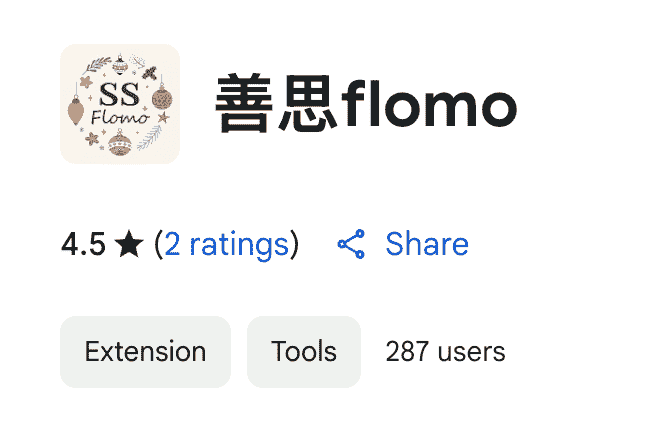 SS
Flomo
善思flomo
4.5 ★ (2 ratings) Share
Extension Tools 287 users